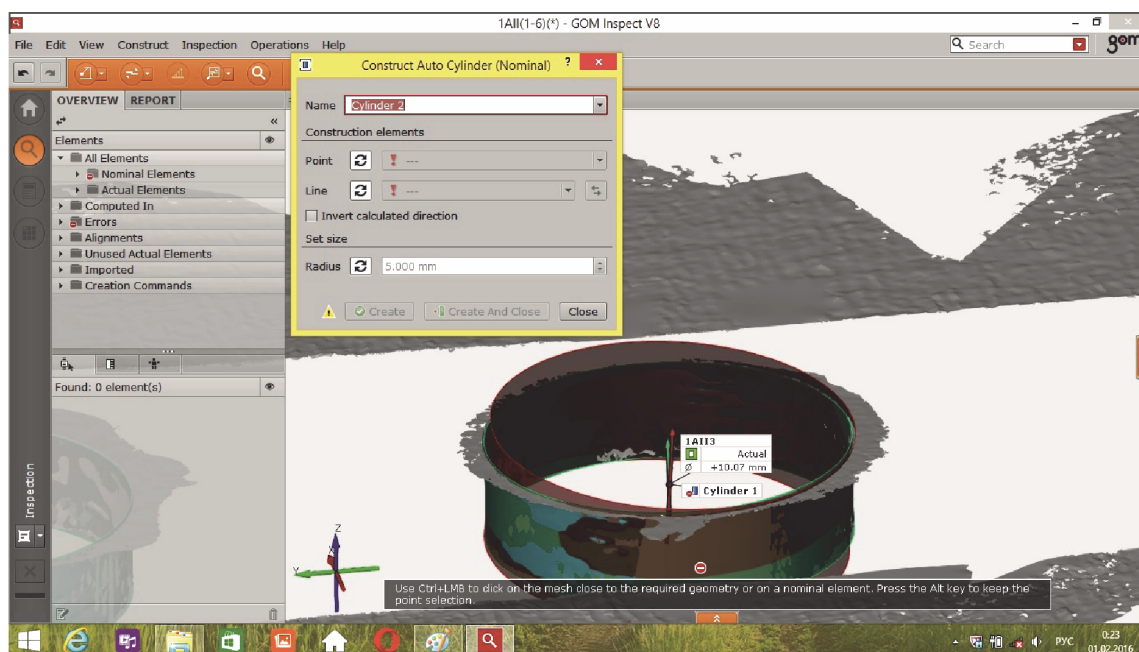 1AII(1-6)(*) - GOM Inspect V8
File Edit View Construct Inspection Operations Help
Search
gom
Construct Auto Cylinder (Nominal) ?
Name Cylinder 2
Construction elements
Point ---
Line ---
Invert calculated direction
Set size
Radius 5.000 mm
Create Create And Close Close
OVERVIEW REPORT
Elements
All Elements
Nominal Elements
Actual Elements
Computed In
Errors
Alignments
Unused Actual Elements
Imported
Creation Commands
Found: 0 element(s)
Inspection
1AII3
Actual
Ø +10.07 mm
Cylinder 1
Z
X
Y
Use Ctrl+LMB to click on the mesh close to the required geometry or on a nominal element. Press the Alt key to keep the
point selection.
РУС
0:23
01.02.2016